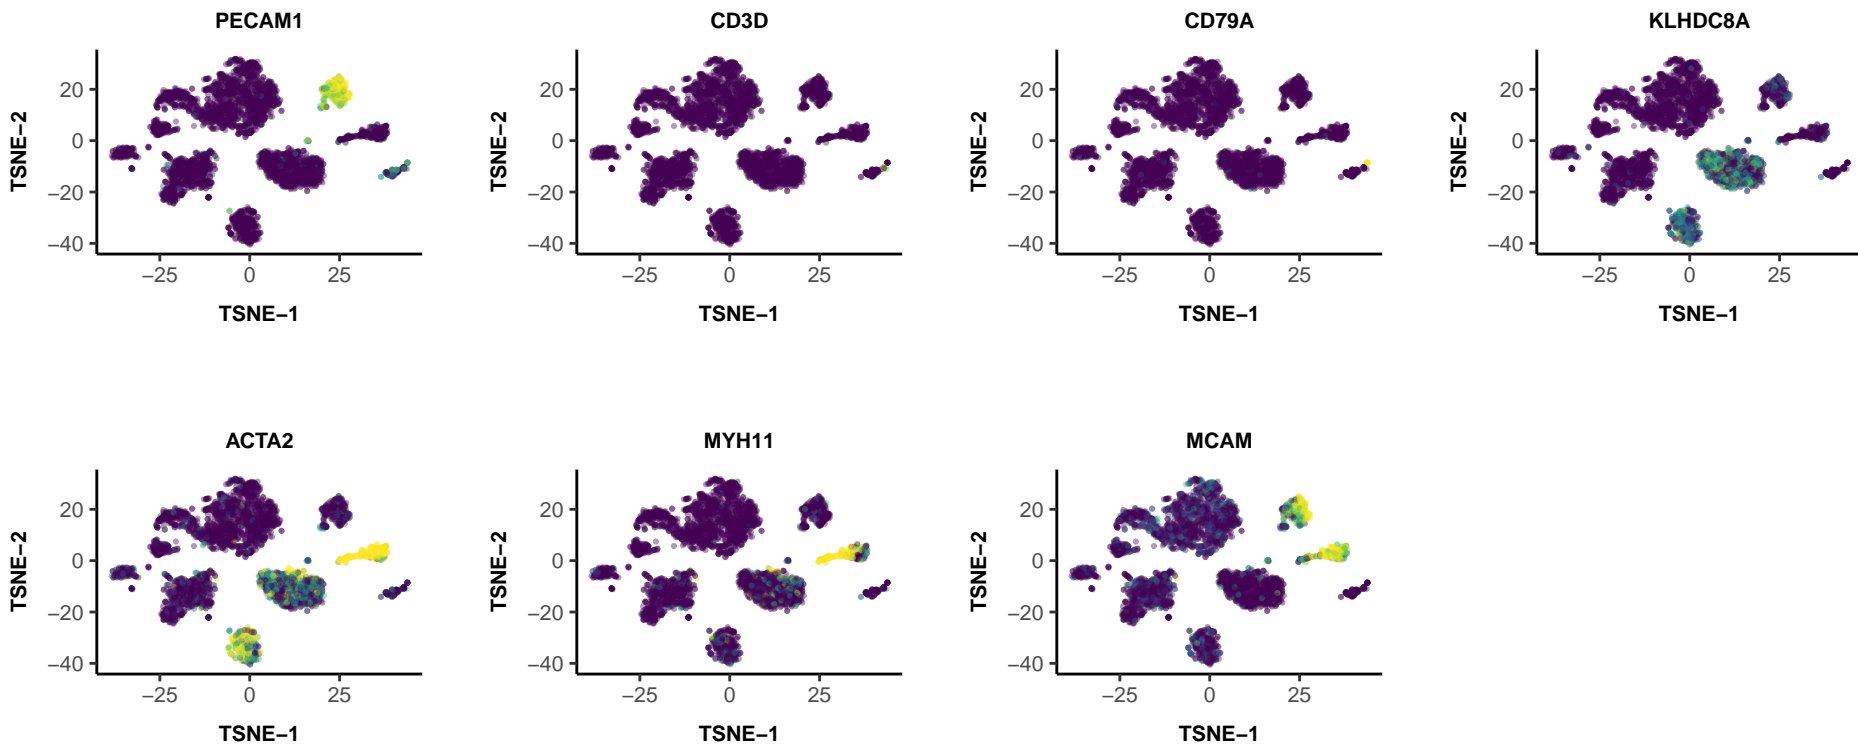 PECAM1 CD3D CD79A KLHDC8A
TSNE−2 TSNE−2 TSNE−2 TSNE−2
20 20 20 20
0 0 0 0
−20 −20 −20 −20
−40 −40 −40 −40
−25 0 25 −25 0 25 −25 0 25 −25 0 25
TSNE−1 TSNE−1 TSNE−1 TSNE−1
ACTA2 MYH11 MCAM
TSNE−2 TSNE−2 TSNE−2
20 20 20
0 0 0
−20 −20 −20
−40 −40 −40
−25 0 25 −25 0 25 −25 0 25
TSNE−1 TSNE−1 TSNE−1